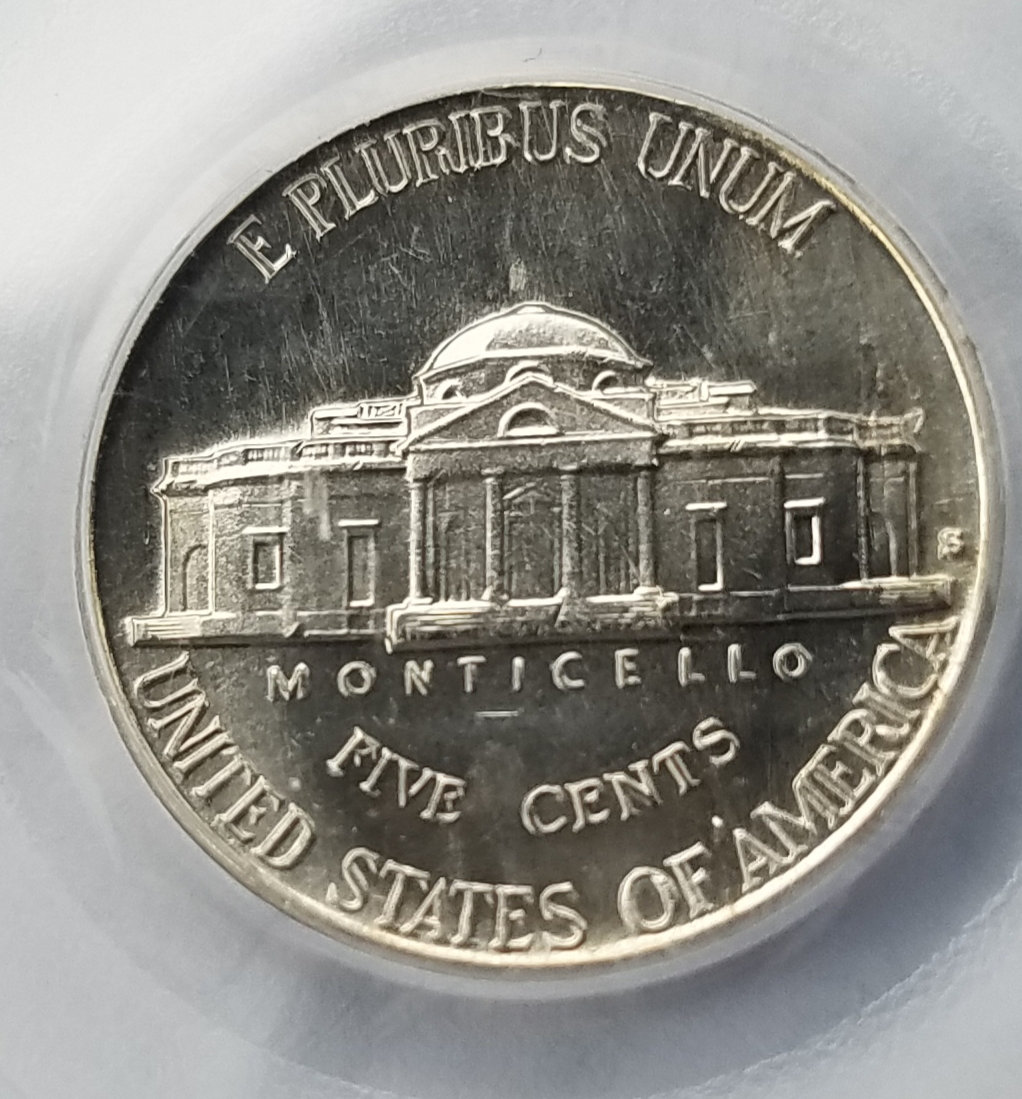 E PLURIBUS UNUM
S
MONTICELLO
FIVE CENTS
UNITED STATES OF AMERICA